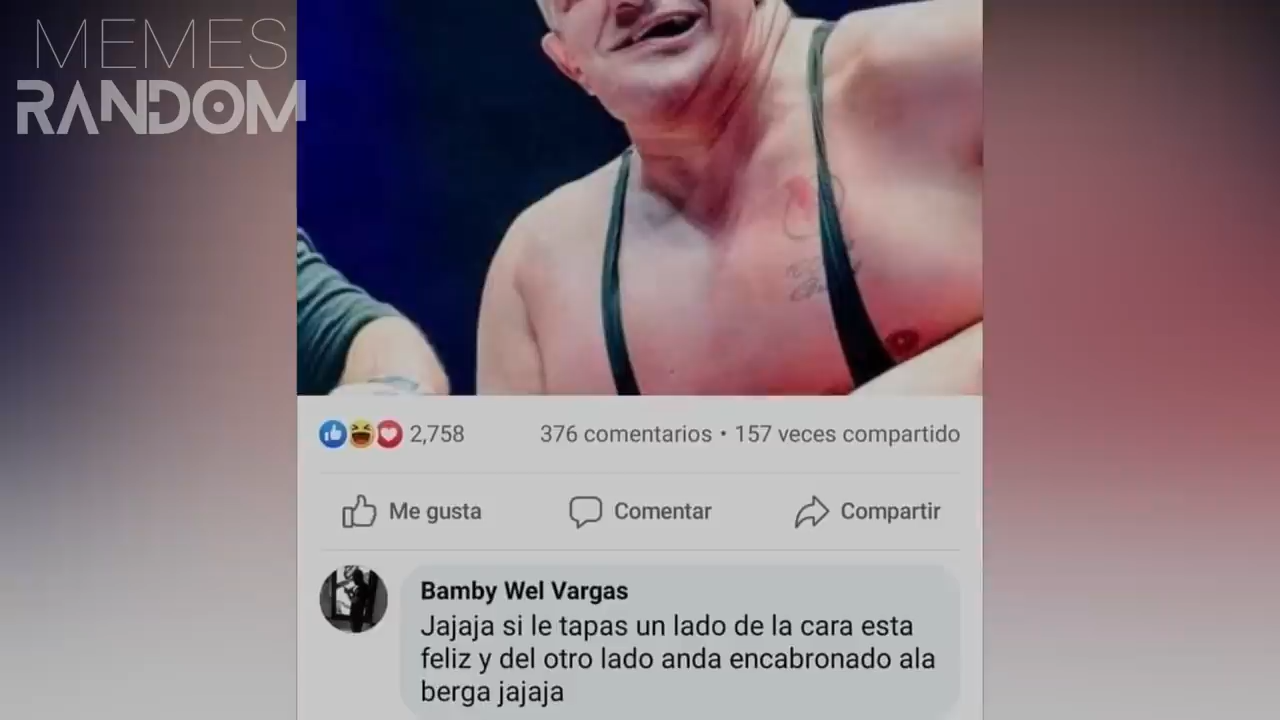 MEMES
RANDOM
2,758
376 comentarios • 157 veces compartido
Me gusta
Comentar
Compartir
Bamby Wel Vargas
Jajaja si le tapas un lado de la cara esta
feliz y del otro lado anda encabronado ala
berga jajaja